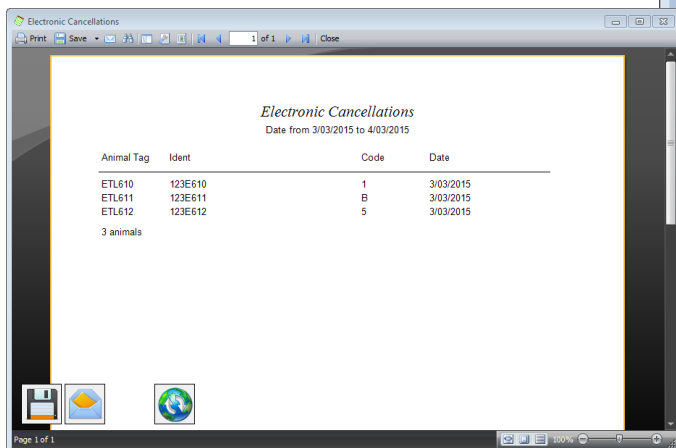 Electronic Cancellations
Print Save 1 of 1 Close
Electronic Cancellations
Date from 3/03/2015 to 4/03/2015
Animal Tag Ident Code Date
ETL610 123E610 1 3/03/2015
ETL611 123E611 B 3/03/2015
ETL612 123E612 5 3/03/2015
3 animals
Page 1 of 1 100%